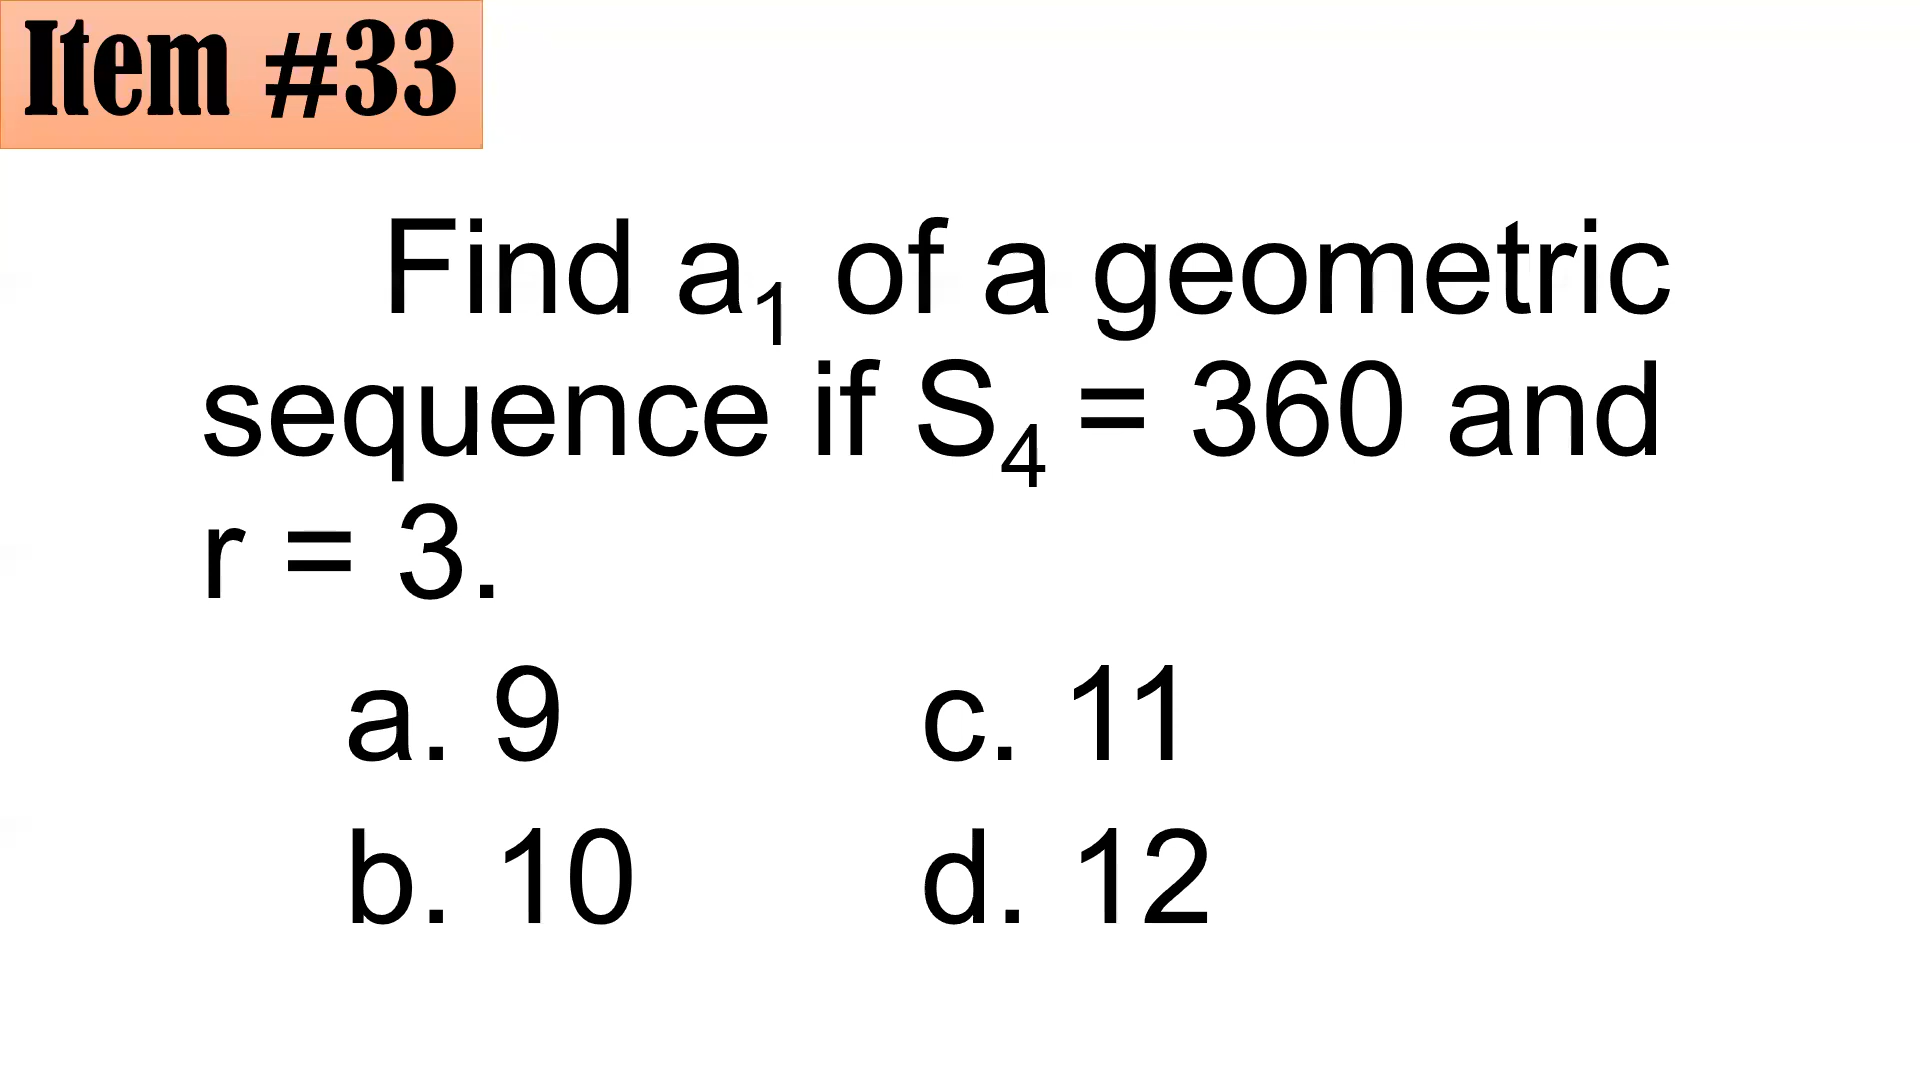 Item #33
Find a₁ of a geometric
sequence if S₄ = 360 and
r = 3.
a. 9 c. 11
b. 10 d. 12